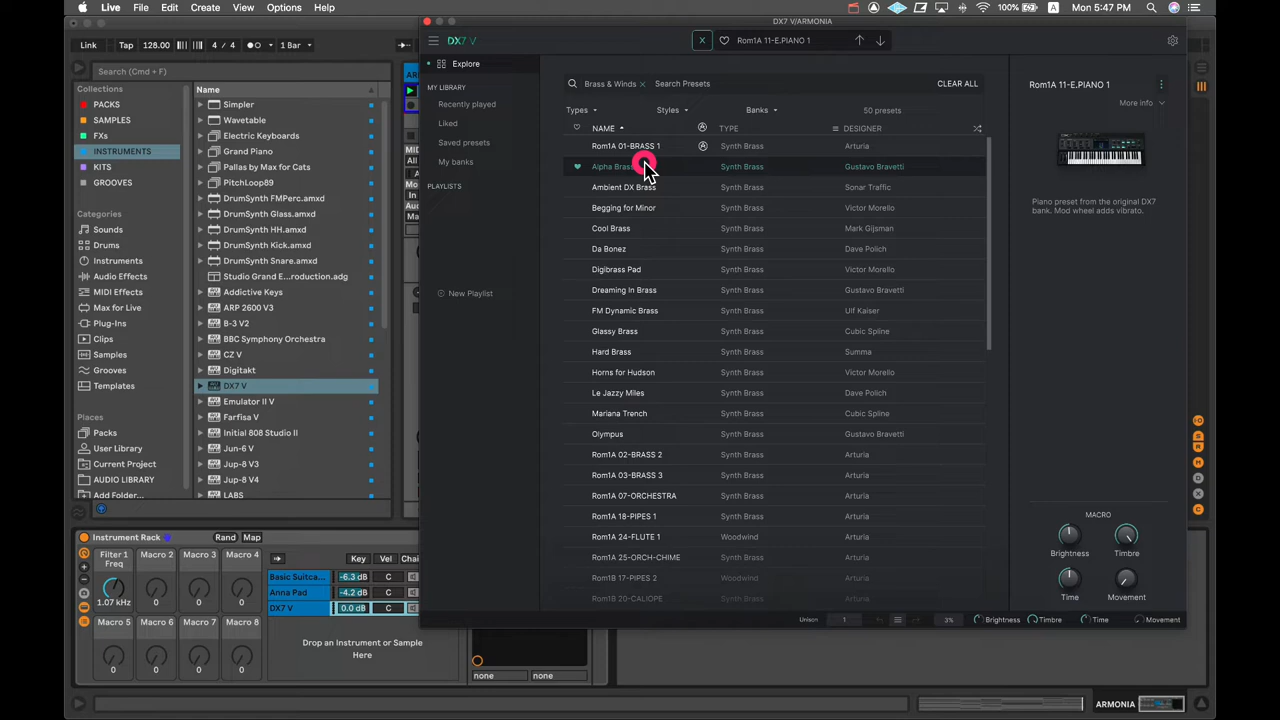 Live File Edit Create View Options Help 100% A Mon 5:47 PM
DX7 V/ARMONIA
Link Tap 128.00 4 / 4 1 Bar
DX7 V Rom1A 11-E.PIANO 1
Search (Cmd + F)
Collections
PACKS
SAMPLES
FXs
INSTRUMENTS
KITS
GROOVES
Categories
Sounds
Drums
Instruments
Audio Effects
MIDI Effects
Max for Live
Plug-Ins
Clips
Samples
Grooves
Templates
Places
Packs
User Library
Current Project
AUDIO LIBRARY
Add Folder...
Name
Simpler
Wavetable
Electric Keyboards
Grand Piano
Pallas by Max for Cats
PitchLoop89
DrumSynth FMPerc.amxd
DrumSynth Glass.amxd
DrumSynth HH.amxd
DrumSynth Kick.amxd
DrumSynth Snare.amxd
Studio Grand E...roduction.adg
Addictive Keys
ARP 2600 V3
B-3 V2
BBC Symphony Orchestra
CZ V
Digitakt
DX7 V
Emulator II V
Farfisa V
Initial 808 Studio II
Jun-6 V
Jup-8 V3
Jup-8 V4
LABS
Explore
MY LIBRARY
Recently played
Liked
Saved presets
My banks
PLAYLISTS
New Playlist
Brass & Winds Search Presets CLEAR ALL
Types Styles Banks 50 presets
NAME TYPE DESIGNER
Rom1A 01-BRASS 1 Synth Brass Arturia
Alpha Brass Synth Brass Gustavo Bravetti
Ambient DX Brass Synth Brass Sonar Traffic
Begging for Minor Synth Brass Victor Morello
Cool Brass Synth Brass Mark Gijsman
Da Bonez Synth Brass Dave Polich
Digibrass Pad Synth Brass Victor Morello
Dreaming In Brass Synth Brass Gustavo Bravetti
FM Dynamic Brass Synth Brass Ulf Kaiser
Glassy Brass Synth Brass Cubic Spline
Hard Brass Synth Brass Summa
Horns for Hudson Synth Brass Victor Morello
Le Jazzy Miles Synth Brass Dave Polich
Mariana Trench Synth Brass Cubic Spline
Olympus Synth Brass Gustavo Bravetti
Rom1A 02-BRASS 2 Synth Brass Arturia
Rom1A 03-BRASS 3 Synth Brass Arturia
Rom1A 07-ORCHESTRA Synth Brass Arturia
Rom1A 18-PIPES 1 Synth Brass Arturia
Rom1A 24-FLUTE 1 Woodwind Arturia
Rom1A 25-ORCH-CHIME Synth Brass Arturia
Rom1B 17-PIPES 2 Woodwind Arturia
Rom1B 20-CALIOPE Synth Brass Arturia
Rom1A 11-E.PIANO 1
More info
Piano preset from the original DX7
bank. Mod wheel adds vibrato.
MACRO
Brightness Timbre
Time Movement
Unison 1 3% Brightness Timbre Time Movement
Instrument Rack Rand Map
Filter 1 Freq Macro 2 Macro 3 Macro 4
1.07 kHz 0 0 0
Macro 5 Macro 6 Macro 7 Macro 8
0 0 0 0
Key Vel Chai
Basic Suitca... -6.3 dB C
Anna Pad -4.2 dB C
DX7 V 0.0 dB C
Drop an Instrument or Sample
Here
none none
ARMONIA